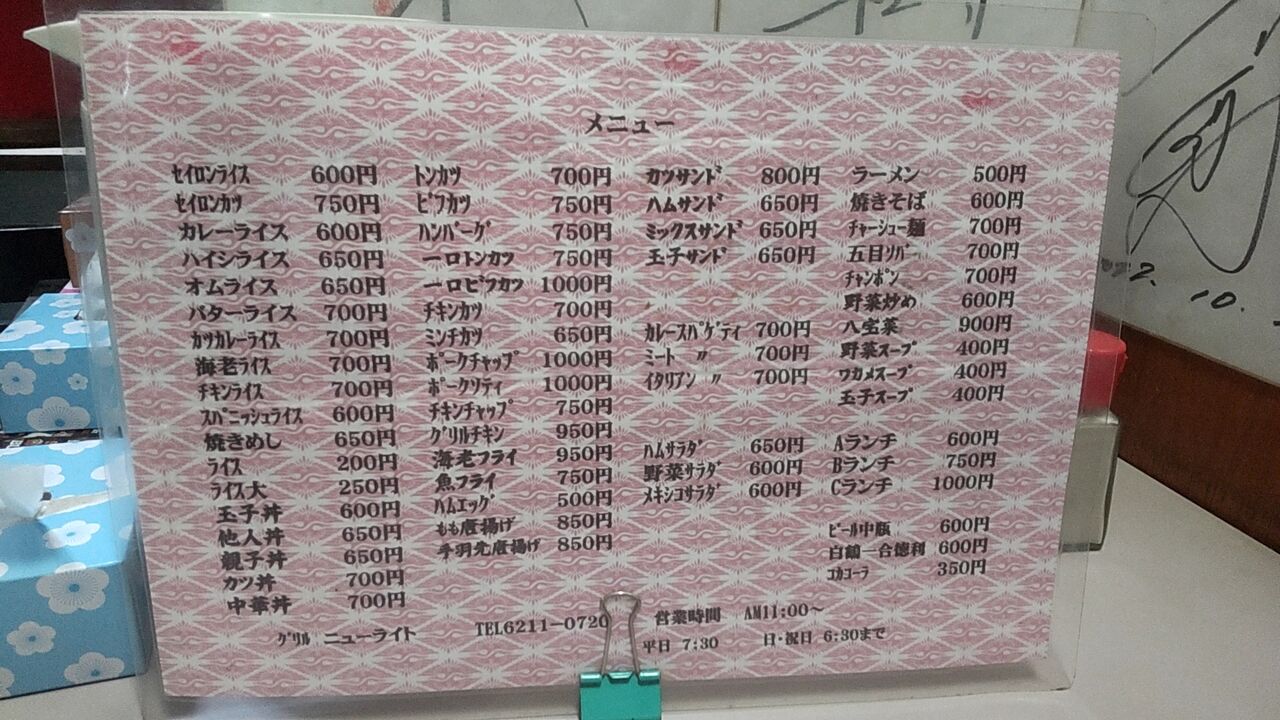 メニュー
セイロンライス 600円
セイロンカツ 750円
カレーライス 600円
ハイシライス 650円
オムライス 650円
バターライス 700円
カツカレーライス 700円
海老ライス 700円
チキンライス 700円
スパニッシュライス 600円
焼きめし 650円
ライス 200円
ライス大 250円
玉子丼 600円
他人丼 650円
親子丼 650円
カツ丼 700円
中華丼 700円
トンカツ 700円
ビフカツ 750円
ハンバーグ 750円
一口トンカツ 750円
一口ビフカツ 1000円
チキンカツ 700円
ミンチカツ 650円
ポークチャップ 1000円
ポークソティ 1000円
チキンチャップ 750円
グリルチキン 950円
海老フライ 950円
魚フライ 750円
ハムエッグ 500円
もも唐揚げ 850円
手羽先唐揚げ 850円
カツサンド 800円
ハムサンド 650円
ミックスサンド 650円
玉子サンド 650円
カレースパゲティ 700円
ミート 〃 700円
イタリアン 〃 700円
ハムサラダ 650円
野菜サラダ 600円
メキシコサラダ 600円
ラーメン 500円
焼きそば 600円
チャーシュー麺 700円
五目ソバ 700円
チャンポン 700円
野菜炒め 600円
八宝菜 900円
野菜スープ 400円
ワカメスープ 400円
玉子スープ 400円
Aランチ 600円
Bランチ 750円
Cランチ 1000円
ビール中瓶 600円
白鶴一合徳利 600円
コカコーラ 350円
グリル ニューライト TEL6211-0720 営業時間 AM11:00〜
平日 7:30 日・祝日 6:30まで